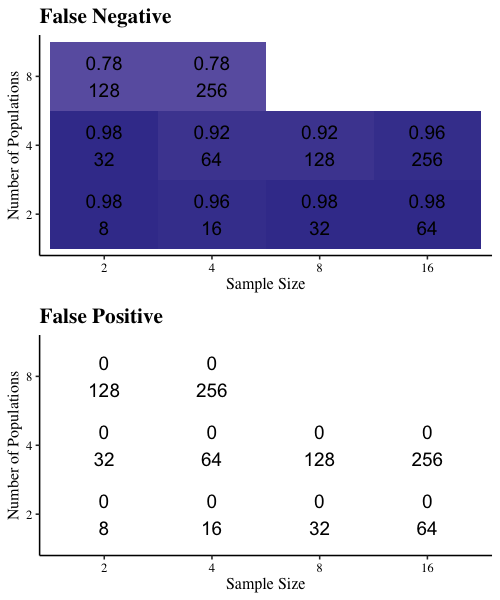 False Negative
Number of Populations
8
0.78 0.78
128 256
4
0.98 0.92 0.92 0.96
32 64 128 256
2
0.98 0.96 0.98 0.98
8 16 32 64
2 4 8 16
Sample Size
False Positive
Number of Populations
8
0 0
128 256
4
0 0 0 0
32 64 128 256
2
0 0 0 0
8 16 32 64
2 4 8 16
Sample Size